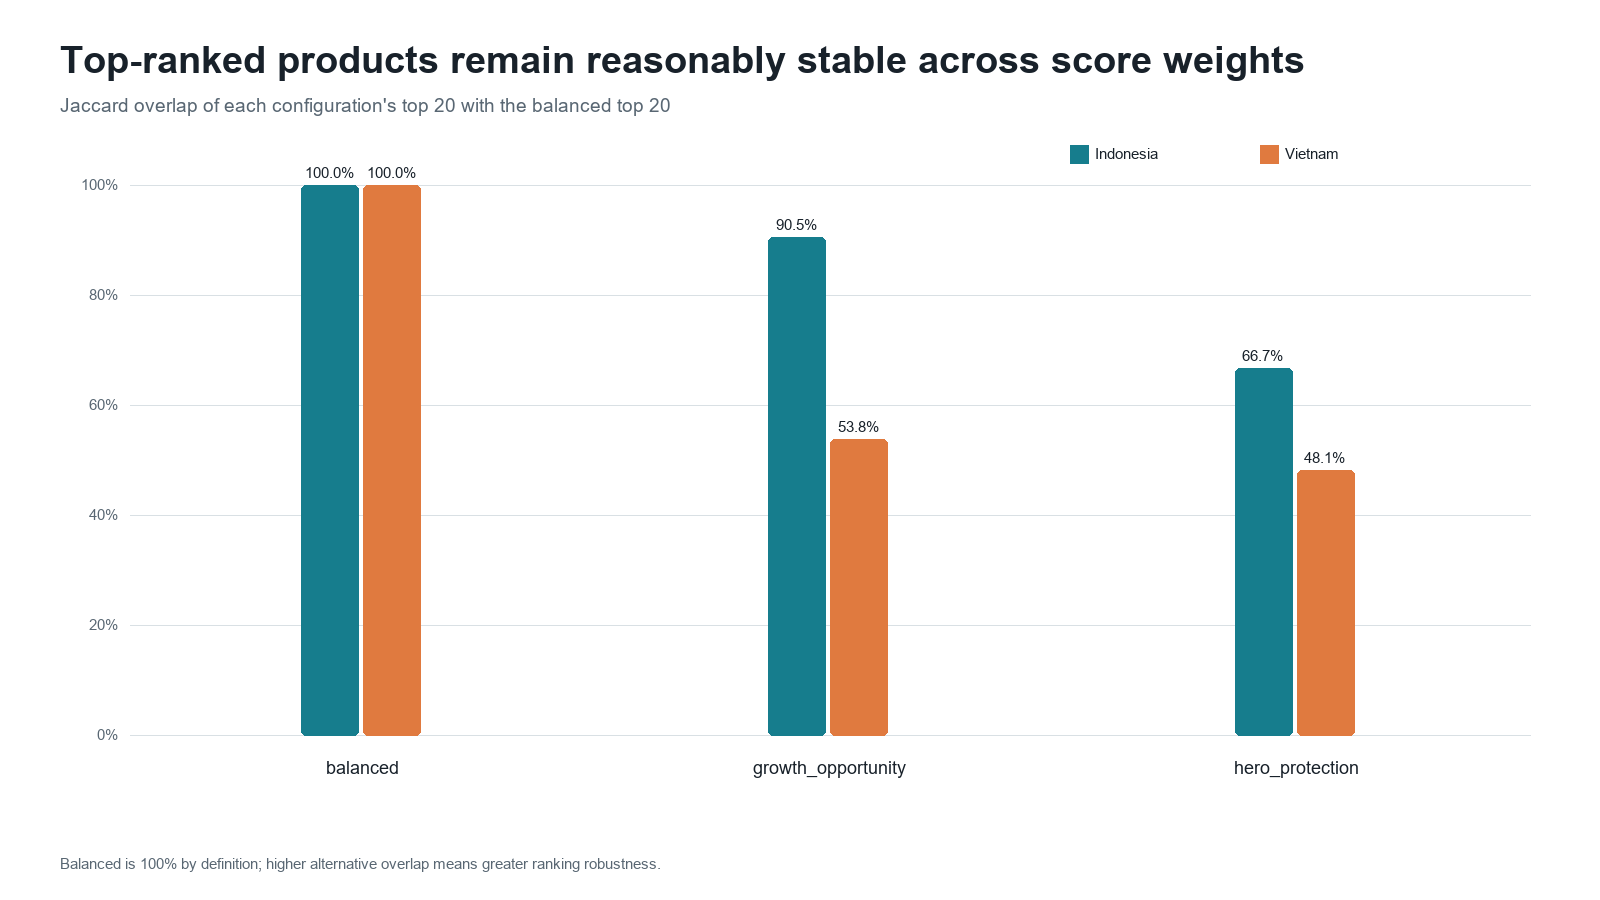 Top-ranked products remain reasonably stable across score weights
Jaccard overlap of each configuration's top 20 with the balanced top 20
Indonesia Vietnam
100.0% 100.0%
100%
90.5%
80%
66.7%
60%
53.8%
48.1%
40%
20%
0%
balanced growth_opportunity hero_protection
Balanced is 100% by definition; higher alternative overlap means greater ranking robustness.